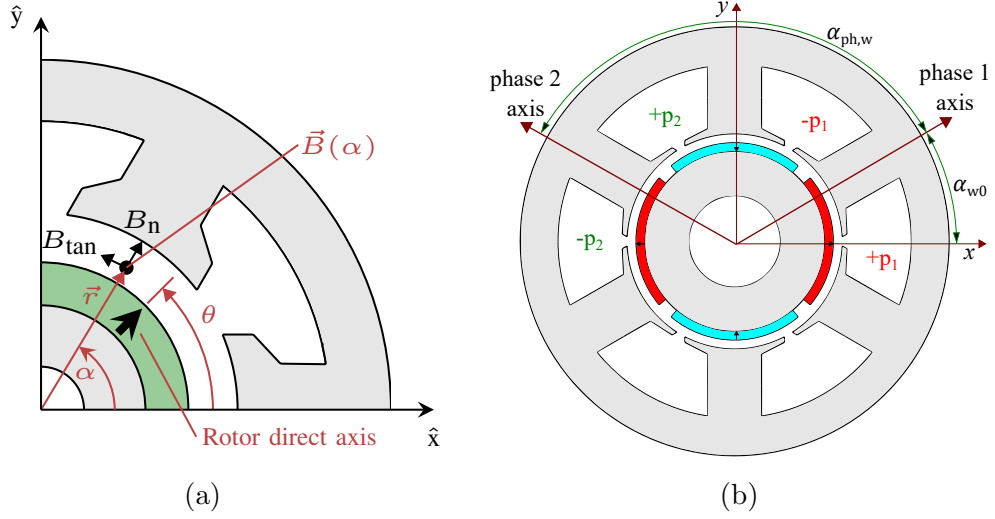 ŷ
B⃗(α)
Bn
Btan
r⃗
θ
α
x̂
Rotor direct axis
(a)
y
αph,w
phase 2
axis
phase 1
axis
+p2
-p1
αw0
-p2
+p1
x
(b)